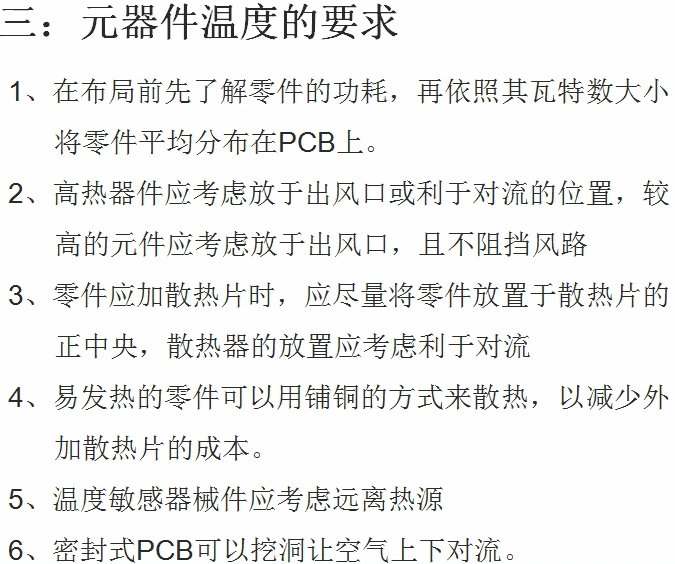 三：元器件温度的要求
1、在布局前先了解零件的功耗，再依照其瓦特数大小
将零件平均分布在PCB上。
2、高热器件应考虑放于出风口或利于对流的位置，较
高的元件应考虑放于出风口，且不阻挡风路
3、零件应加散热片时，应尽量将零件放置于散热片的
正中央，散热器的放置应考虑利于对流
4、易发热的零件可以用铺铜的方式来散热，以减少外
加散热片的成本。
5、温度敏感器械件应考虑远离热源
6、密封式PCB可以挖洞让空气上下对流。